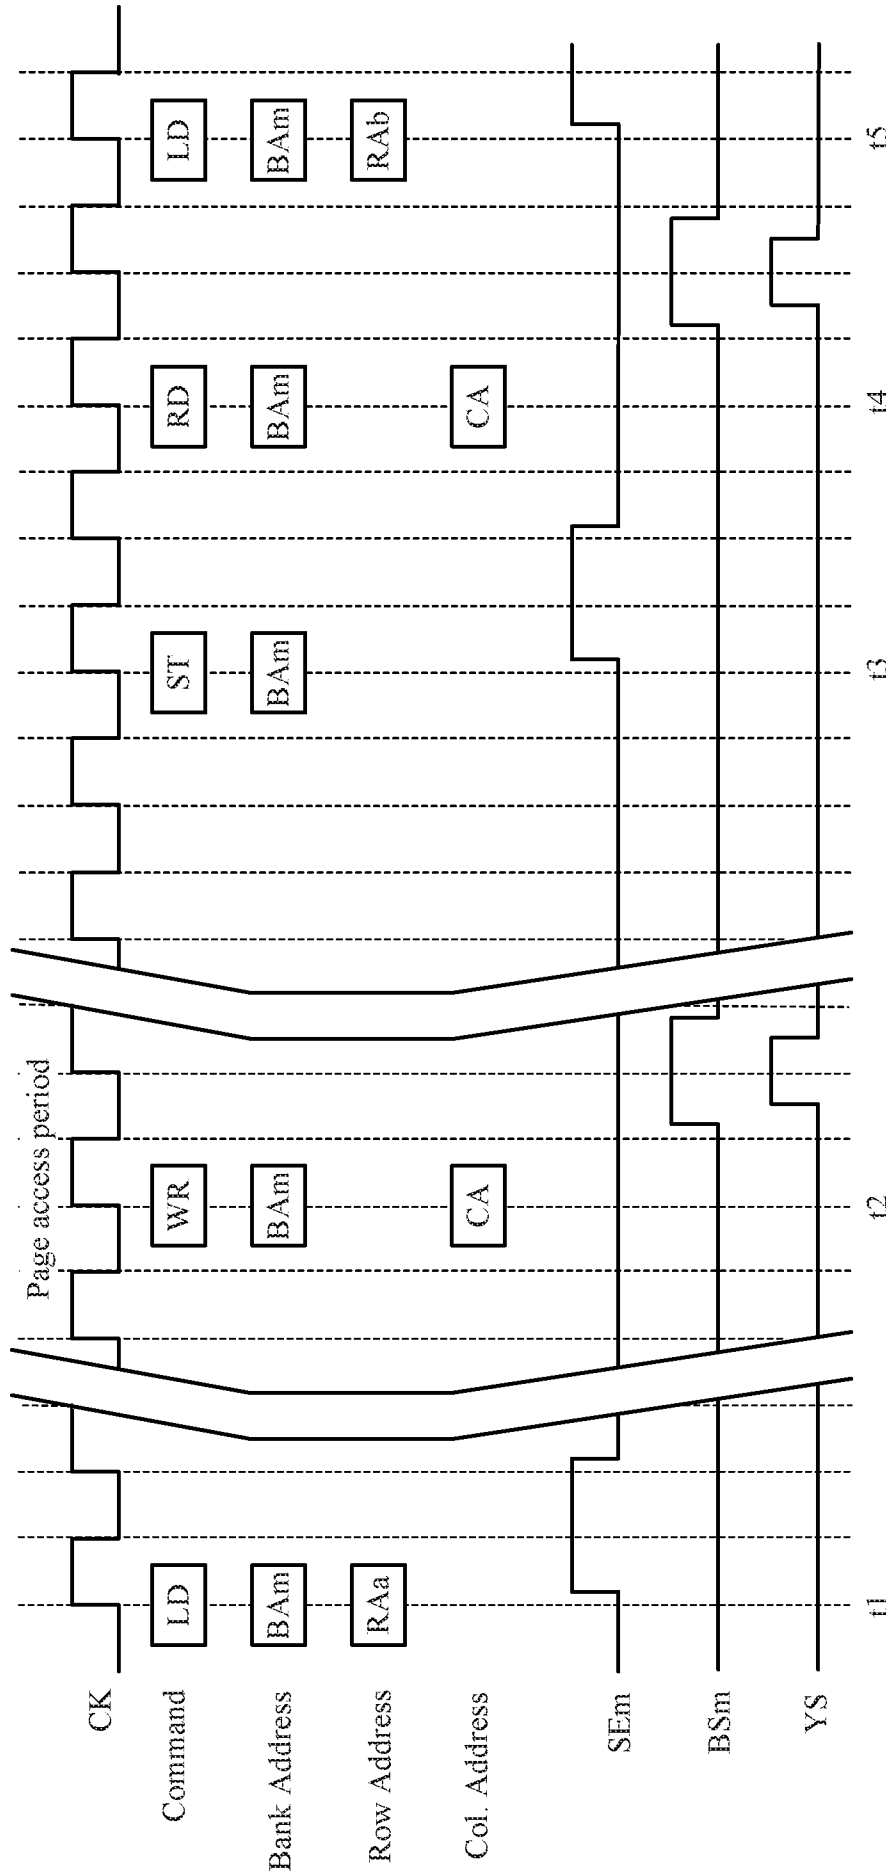 Page access period
CK
Command LD WR ST RD LD
Bank Address BAm BAm BAm BAm BAm
Row Address RAa RAb
Col. Address CA CA
SEm
BSm
YS
t1 t2 t3 t4 t5